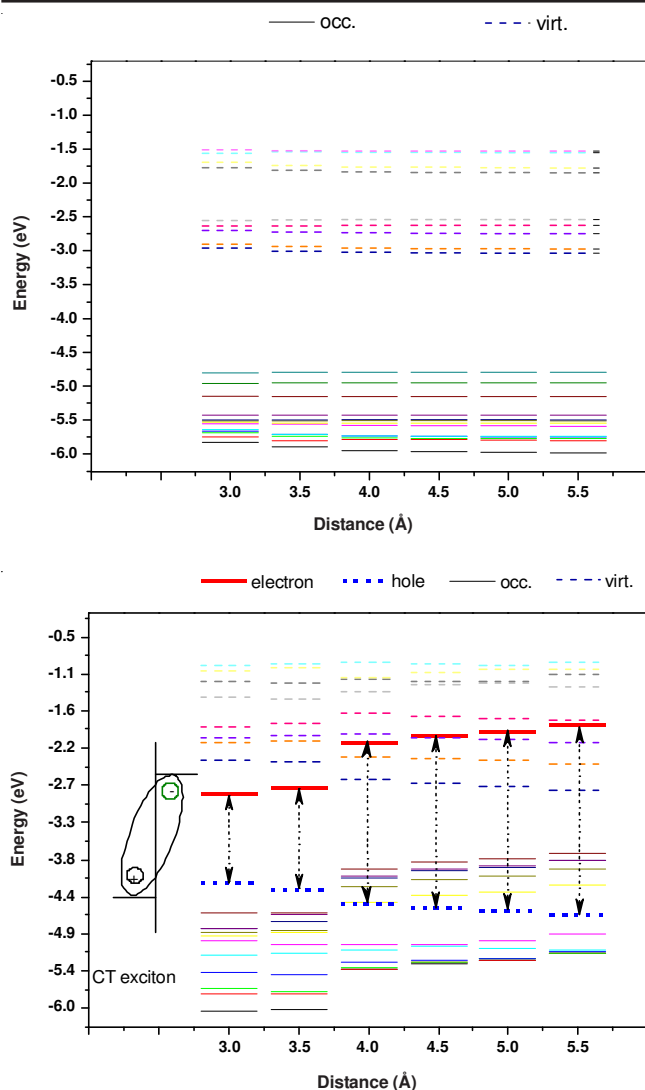 occ. virt.
-0.5
-1.0
-1.5
-2.0
-2.5
-3.0
-3.5
-4.0
-4.5
-5.0
-5.5
-6.0
Energy (eV)
3.0 3.5 4.0 4.5 5.0 5.5
Distance (Å)
electron hole occ. virt.
-0.5
-1.1
-1.6
-2.2
-2.7
-3.3
-3.8
-4.4
-4.9
-5.4
-6.0
Energy (eV)
-
+
CT exciton
3.0 3.5 4.0 4.5 5.0 5.5
Distance (Å)